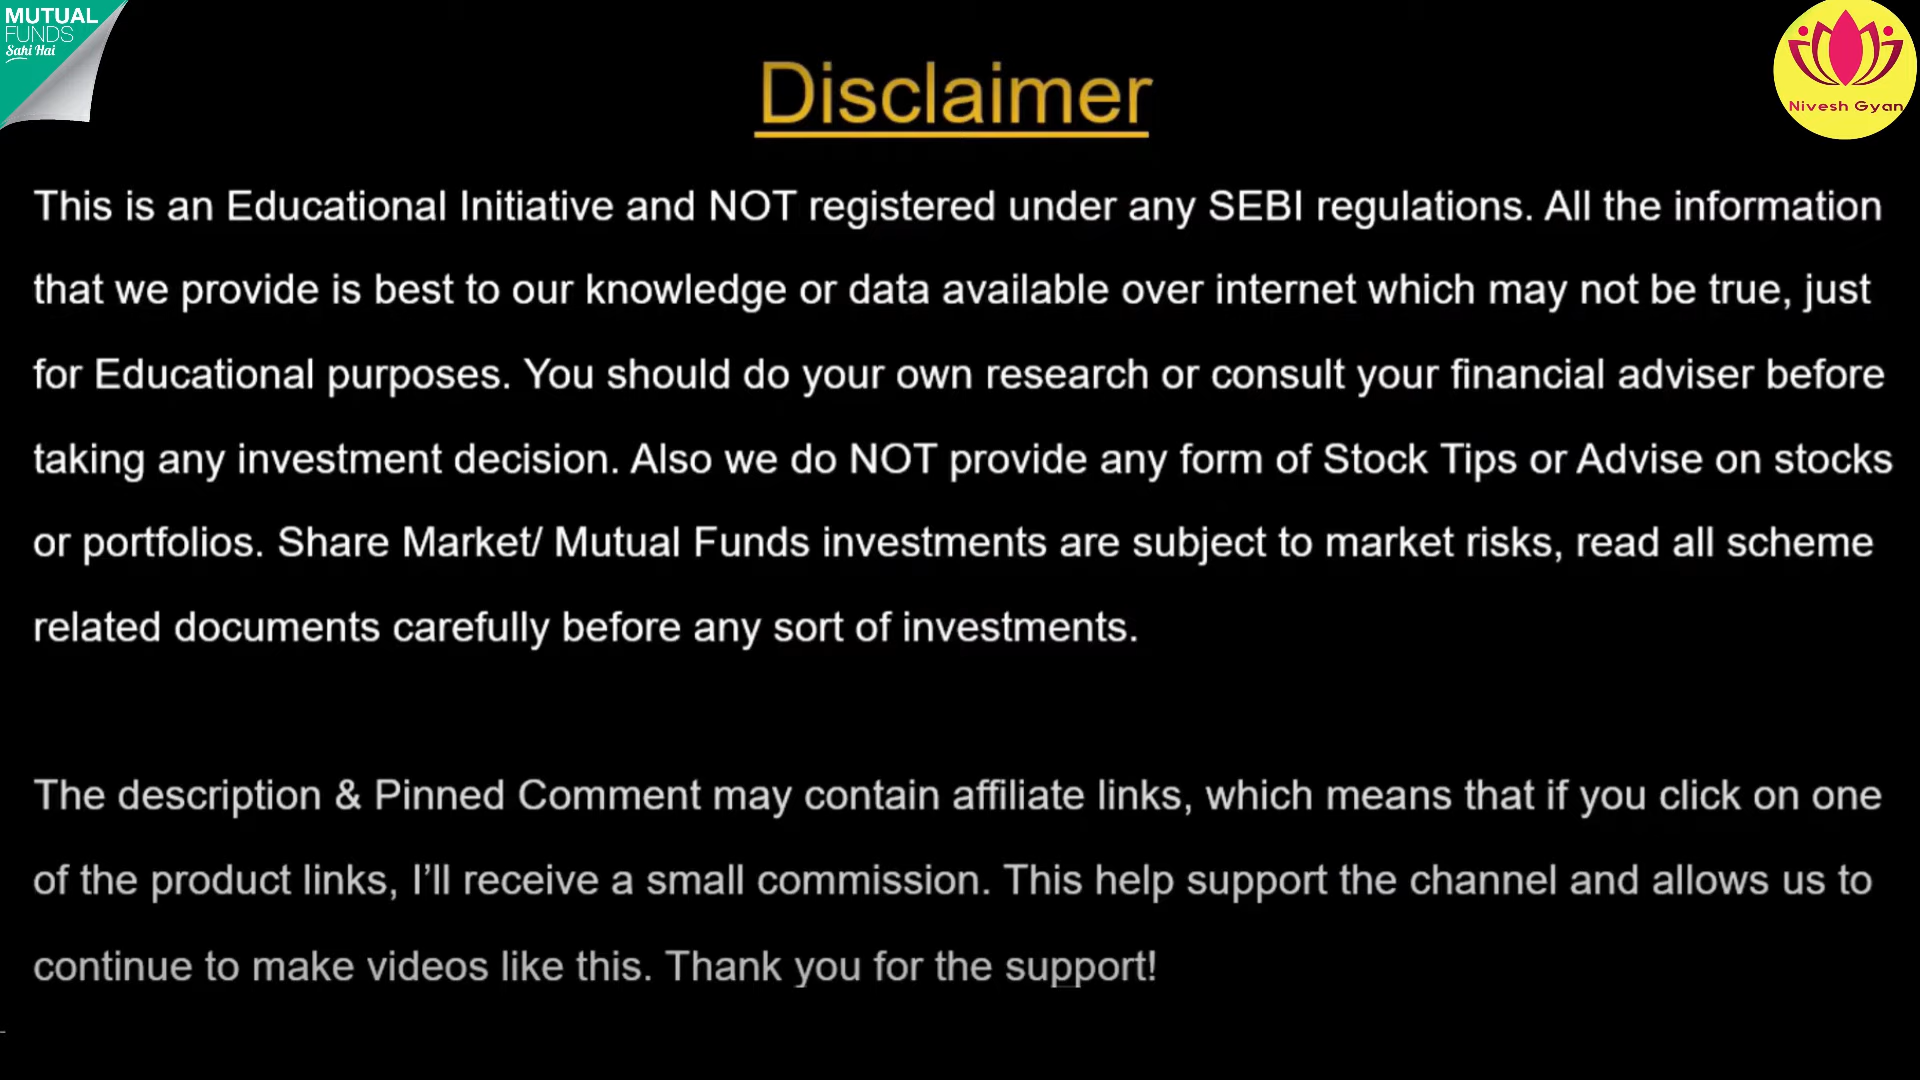 MUTUAL
FUNDS
Sahi Hai
Nivesh Gyan
Disclaimer
This is an Educational Initiative and NOT registered under any SEBI regulations. All the information
that we provide is best to our knowledge or data available over internet which may not be true, just
for Educational purposes. You should do your own research or consult your financial adviser before
taking any investment decision. Also we do NOT provide any form of Stock Tips or Advise on stocks
or portfolios. Share Market/ Mutual Funds investments are subject to market risks, read all scheme
related documents carefully before any sort of investments.
The description & Pinned Comment may contain affiliate links, which means that if you click on one
of the product links, I’ll receive a small commission. This help support the channel and allows us to
continue to make videos like this. Thank you for the support!